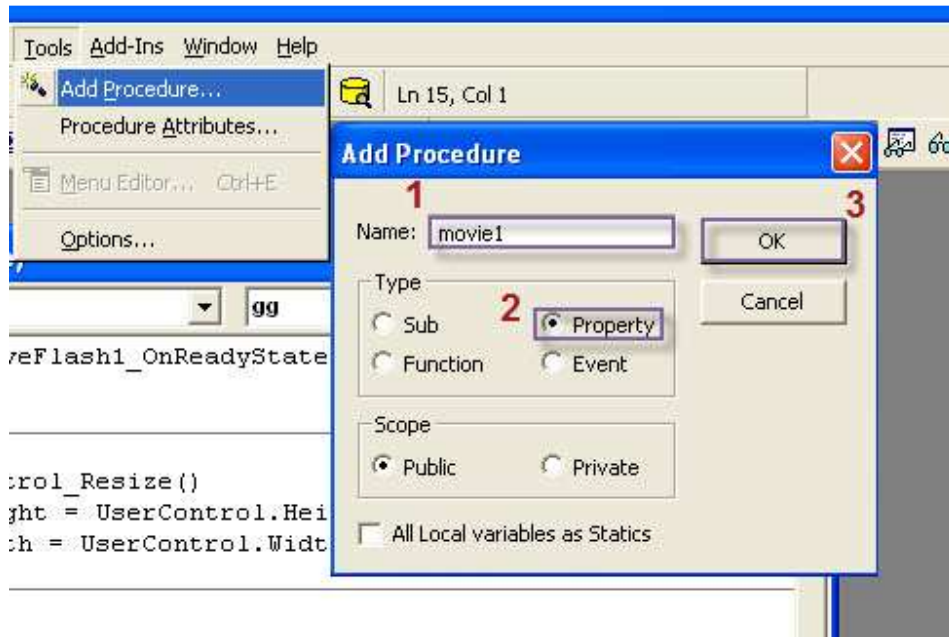 Tools Add-Ins Window Help
Add Procedure...
Ln 15, Col 1
Procedure Attributes...
Menu Editor... Ctrl+E
Options...
Add Procedure
1
3
Name: movie1
OK
Type
Cancel
2
Sub
Property
Function
Event
Scope
Public
Private
All Local variables as Statics
gg
veFlash1_OnReadyState
trol_Resize()
ght = UserControl.Hei
th = UserControl.Widt